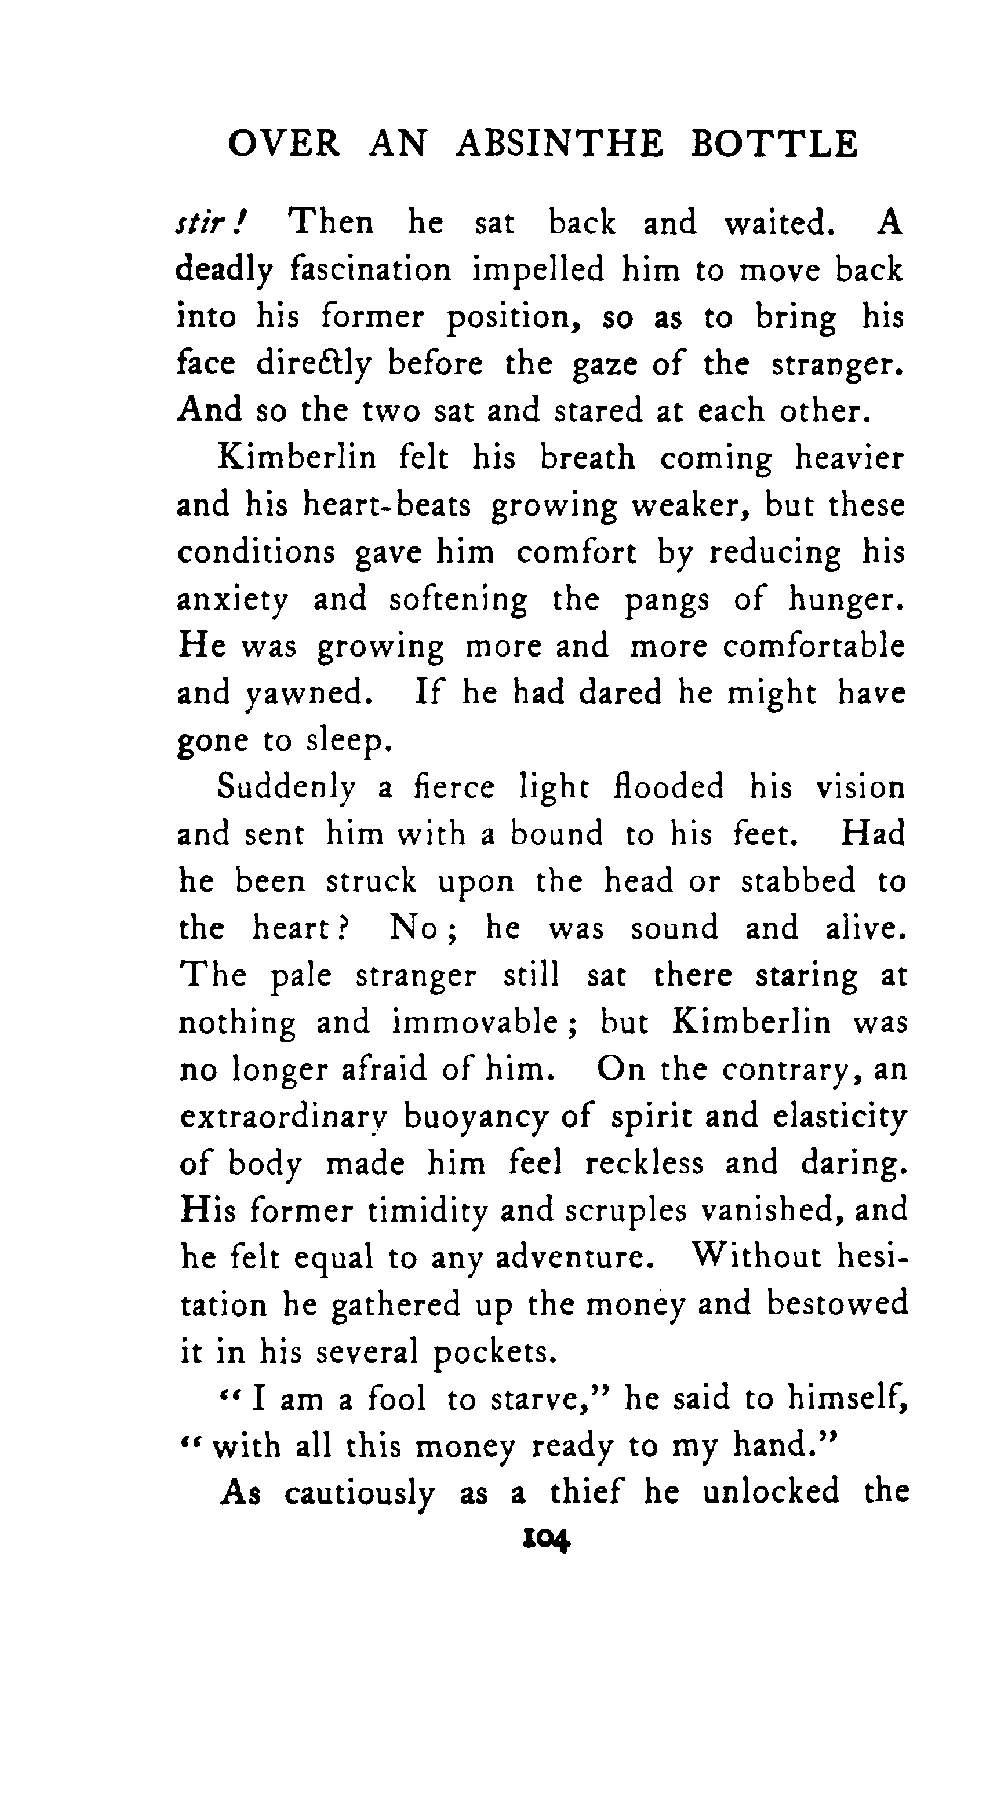 OVER AN ABSINTHE BOTTLE
stir! Then he sat back and waited. A
deadly fascination impelled him to move back
into his former position, so as to bring his
face directly before the gaze of the stranger.
And so the two sat and stared at each other.
Kimberlin felt his breath coming heavier
and his heart-beats growing weaker, but these
conditions gave him comfort by reducing his
anxiety and softening the pangs of hunger.
He was growing more and more comfortable
and yawned. If he had dared he might have
gone to sleep.
Suddenly a fierce light flooded his vision
and sent him with a bound to his feet. Had
he been struck upon the head or stabbed to
the heart? No; he was sound and alive.
The pale stranger still sat there staring at
nothing and immovable; but Kimberlin was
no longer afraid of him. On the contrary, an
extraordinary buoyancy of spirit and elasticity
of body made him feel reckless and daring.
His former timidity and scruples vanished, and
he felt equal to any adventure. Without hesi-
tation he gathered up the money and bestowed
it in his several pockets.
“I am a fool to starve,” he said to himself,
“with all this money ready to my hand.”
As cautiously as a thief he unlocked the
104